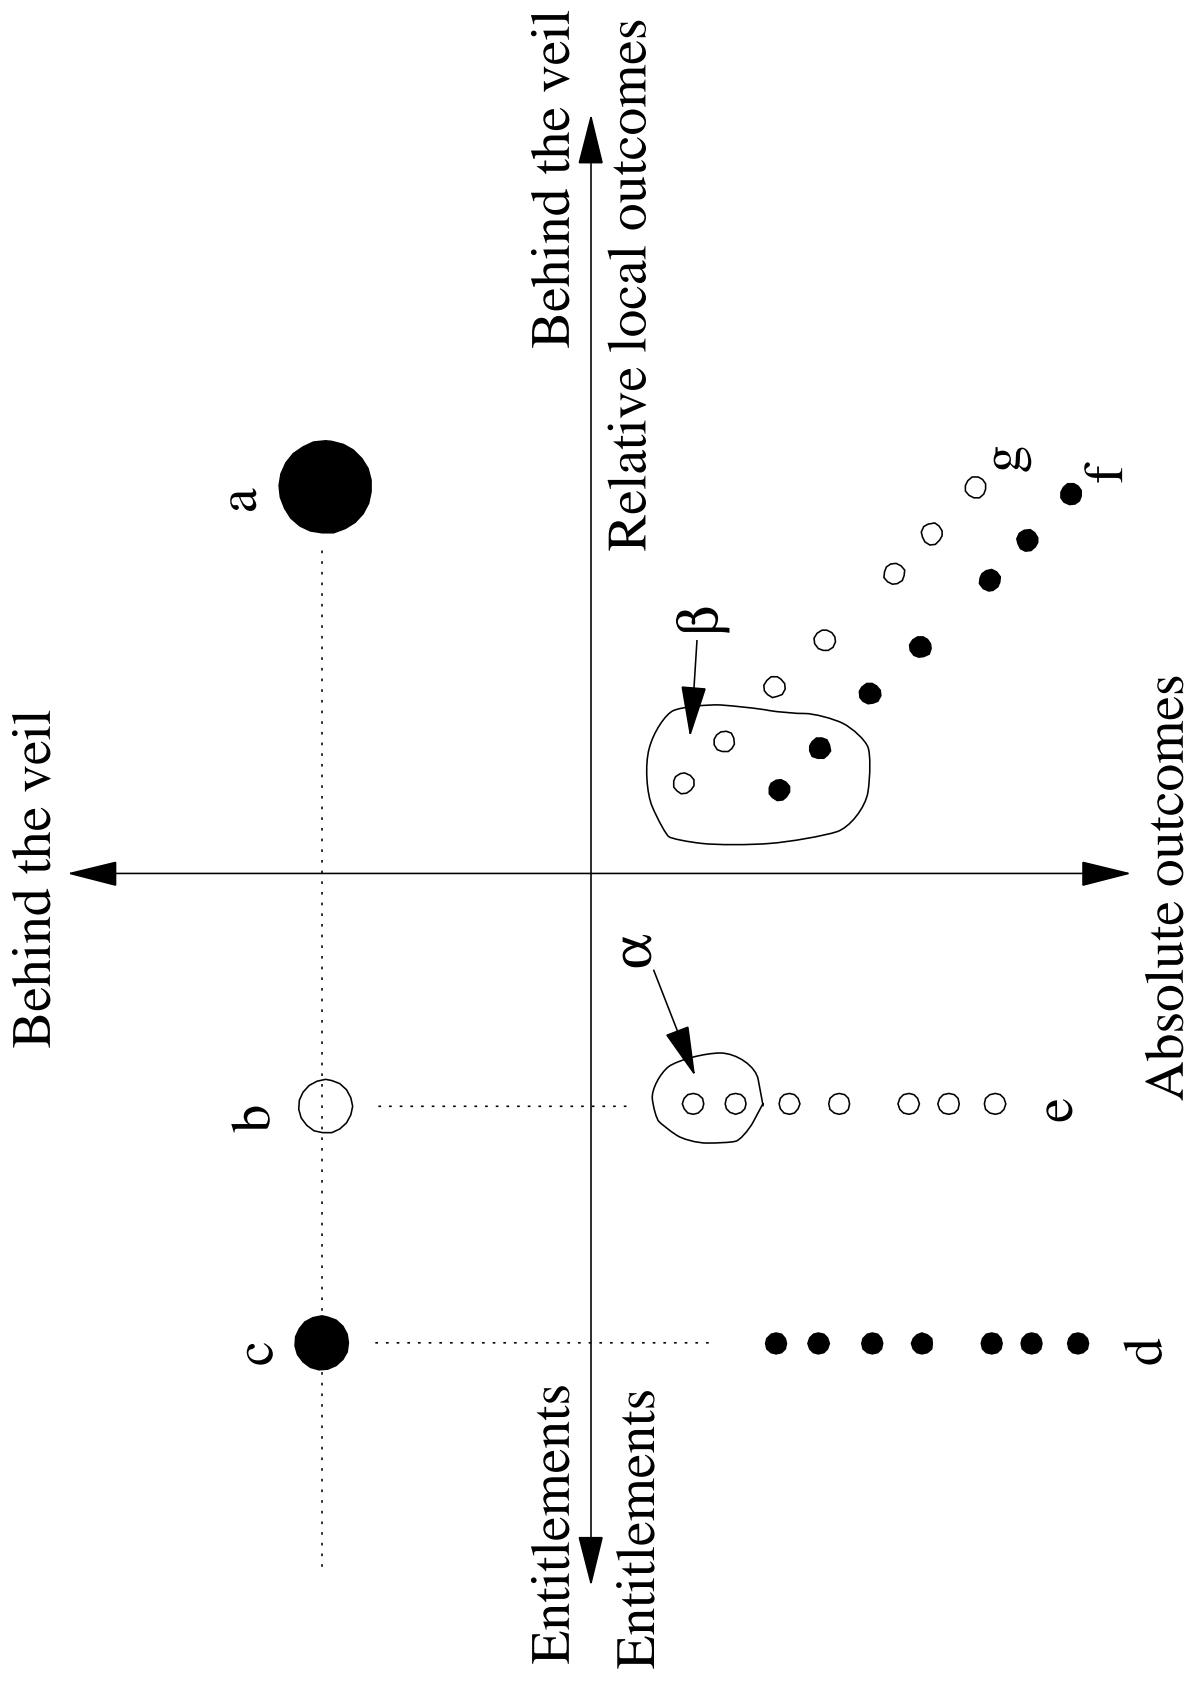 Behind the veil
c
b
a
Entitlements
Behind the veil
Entitlements
α
Relative local outcomes
β
g
e
f
d
Absolute outcomes